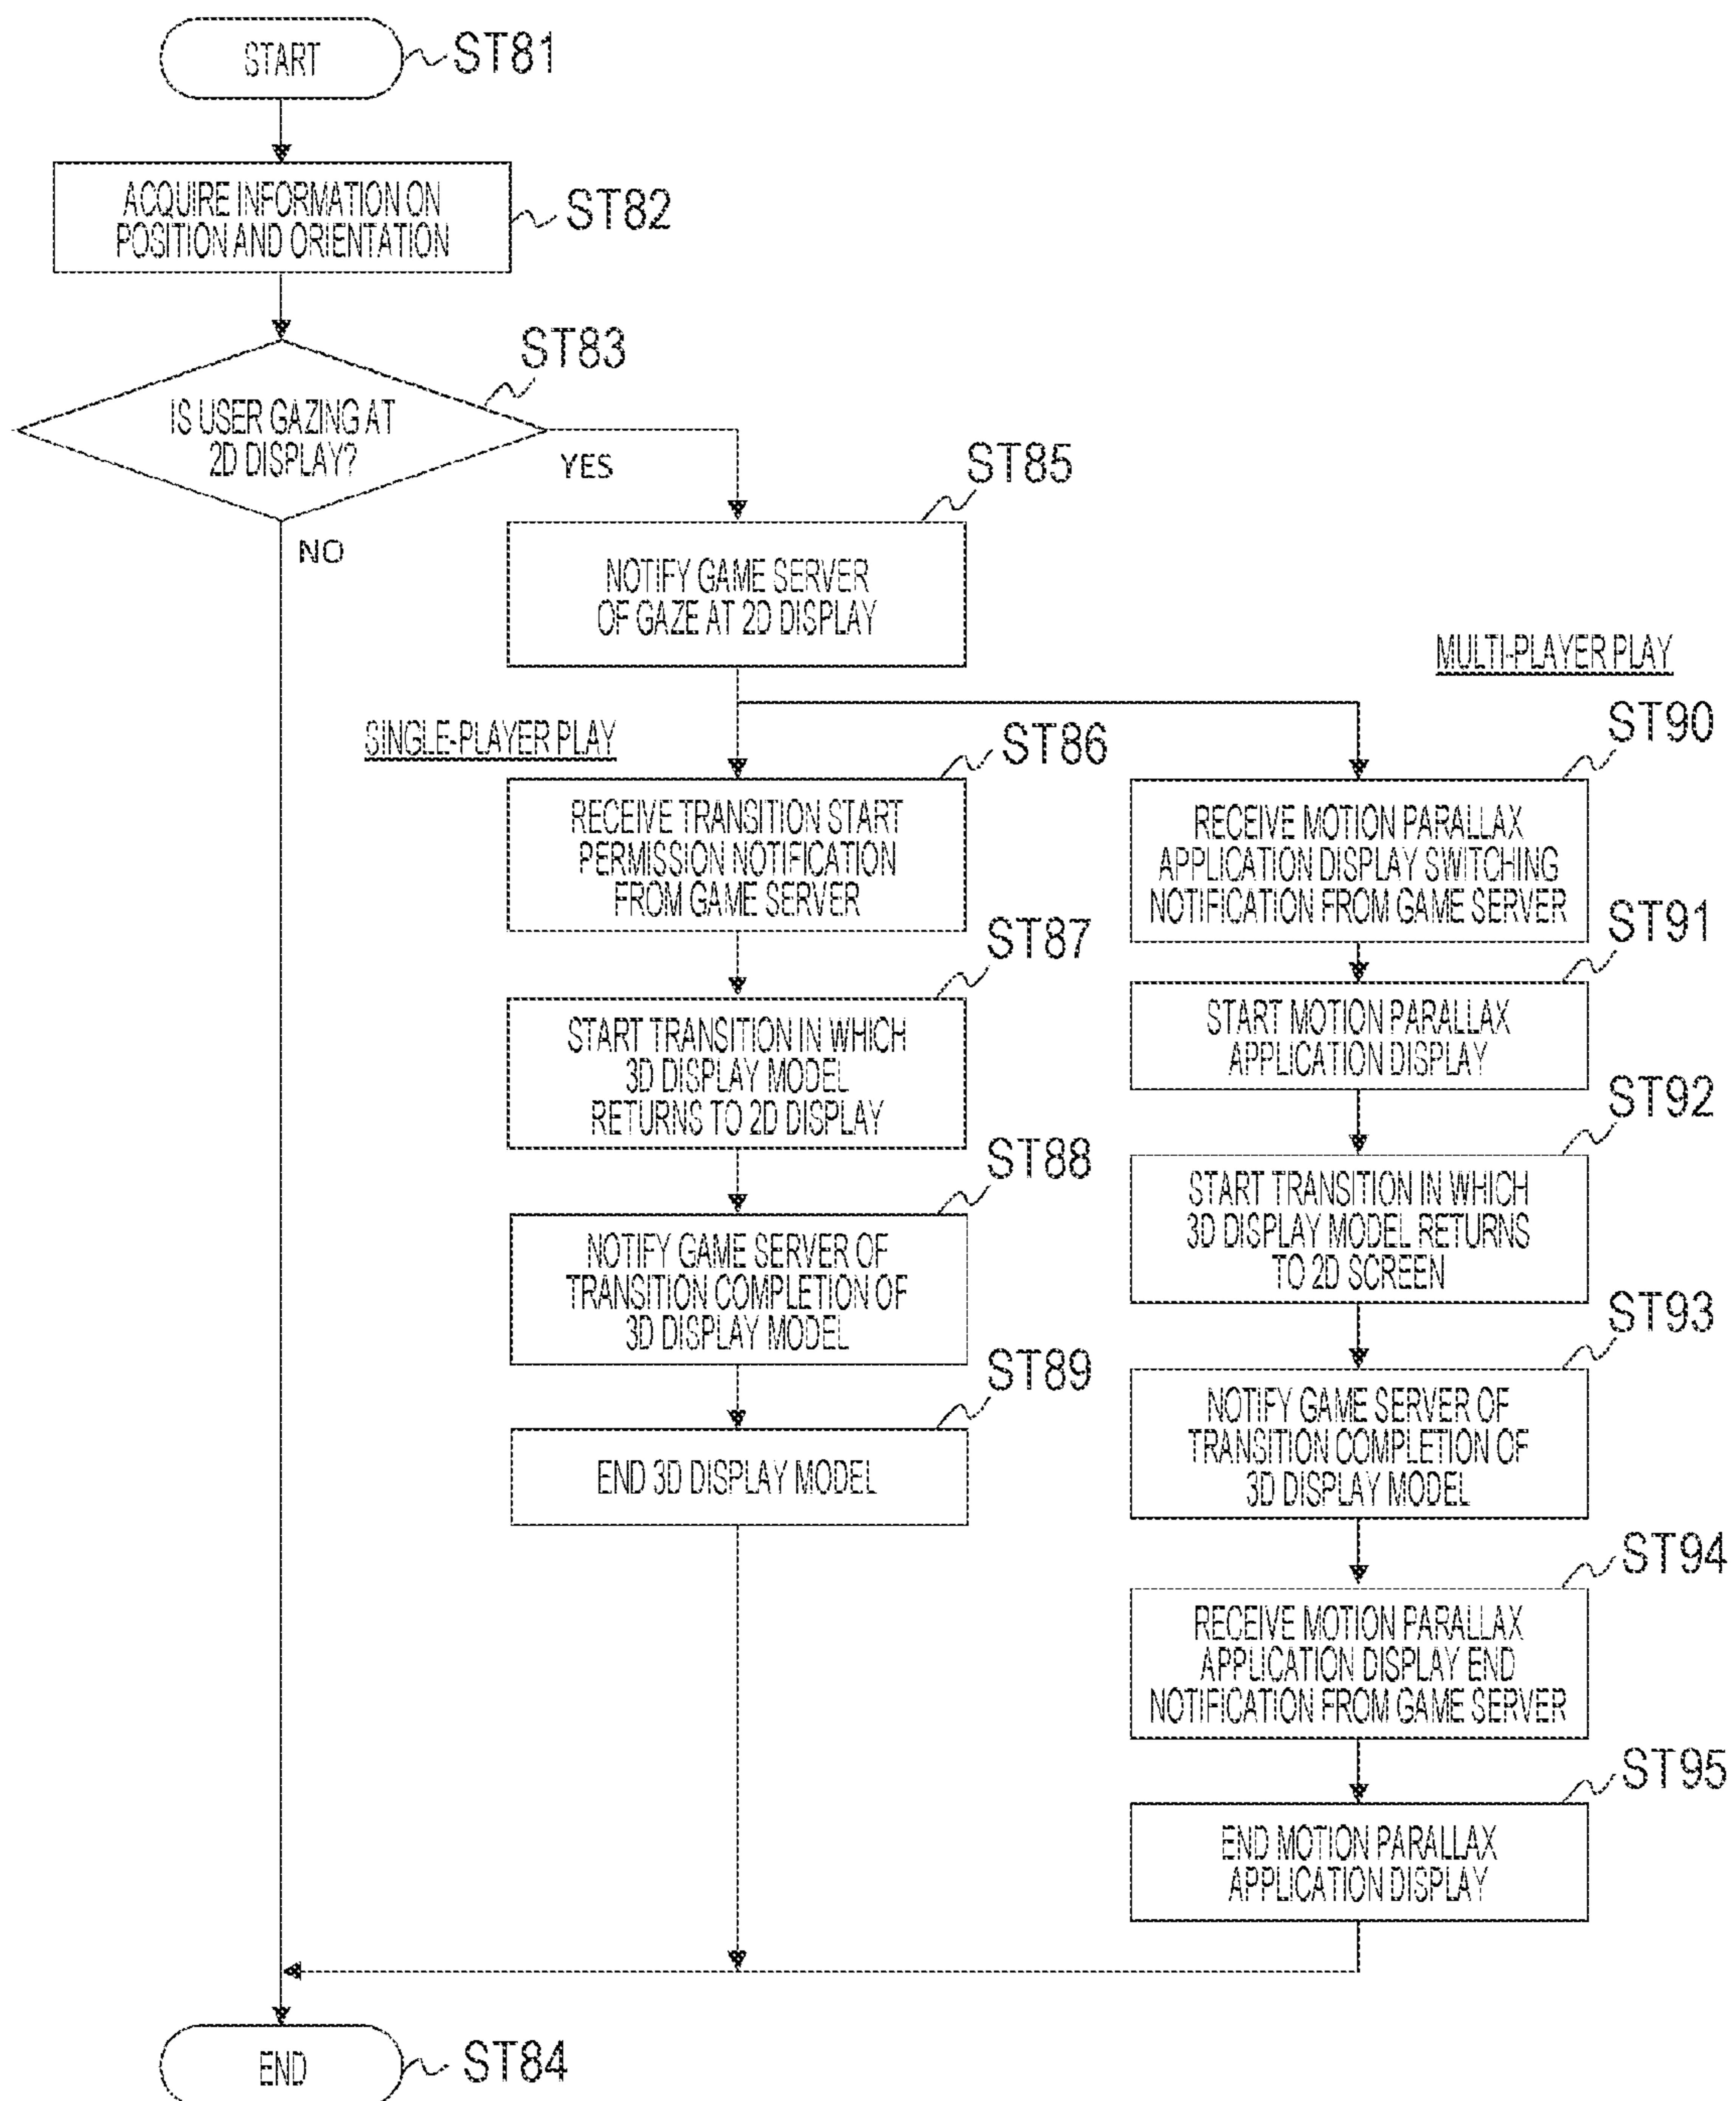 START
ST81
ACQUIRE INFORMATION ON
POSITION AND ORIENTATION
ST82
ST83
IS USER GAZING AT
2D DISPLAY?
YES
NO
ST85
NOTIFY GAME SERVER
OF GAZE AT 2D DISPLAY
SINGLE-PLAYER PLAY
ST86
RECEIVE TRANSITION START
PERMISSION NOTIFICATION
FROM GAME SERVER
ST87
START TRANSITION IN WHICH
3D DISPLAY MODEL
RETURNS TO 2D DISPLAY
ST88
NOTIFY GAME SERVER OF
TRANSITION COMPLETION OF
3D DISPLAY MODEL
ST89
END 3D DISPLAY MODEL
MULTI-PLAYER PLAY
ST90
RECEIVE MOTION PARALLAX
APPLICATION DISPLAY SWITCHING
NOTIFICATION FROM GAME SERVER
ST91
START MOTION PARALLAX
APPLICATION DISPLAY
ST92
START TRANSITION IN WHICH
3D DISPLAY MODEL RETURNS
TO 2D SCREEN
ST93
NOTIFY GAME SERVER OF
TRANSITION COMPLETION OF
3D DISPLAY MODEL
ST94
RECEIVE MOTION PARALLAX
APPLICATION DISPLAY END
NOTIFICATION FROM GAME SERVER
ST95
END MOTION PARALLAX
APPLICATION DISPLAY
END
ST84